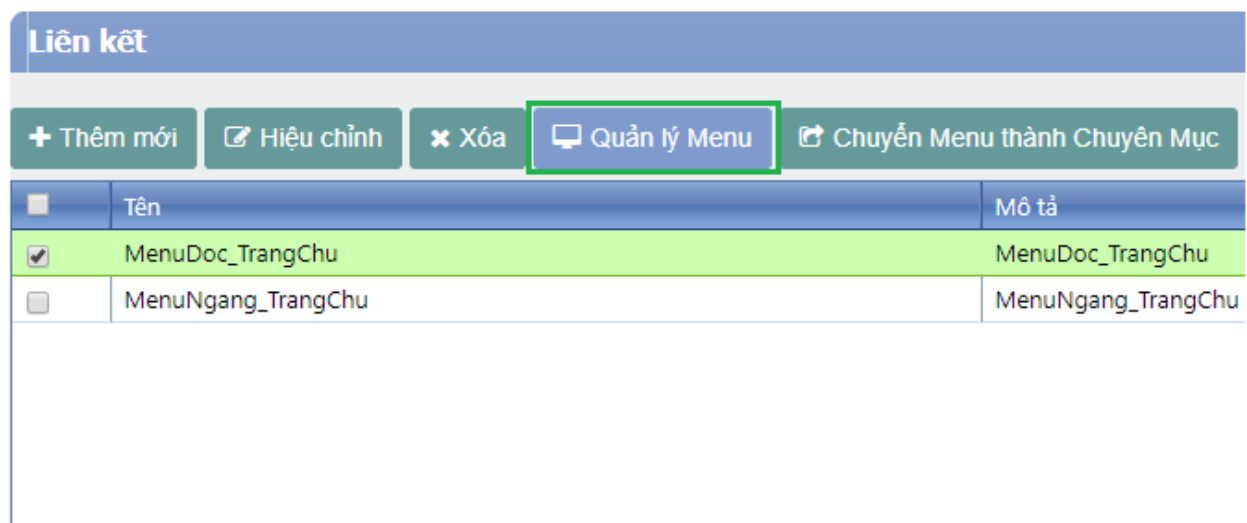 Liên kết
Thêm mới Hiệu chỉnh Xóa Quản lý Menu Chuyển Menu thành Chuyên Mục
Tên Mô tả
MenuDoc_TrangChu MenuDoc_TrangChu
MenuNgang_TrangChu MenuNgang_TrangChu